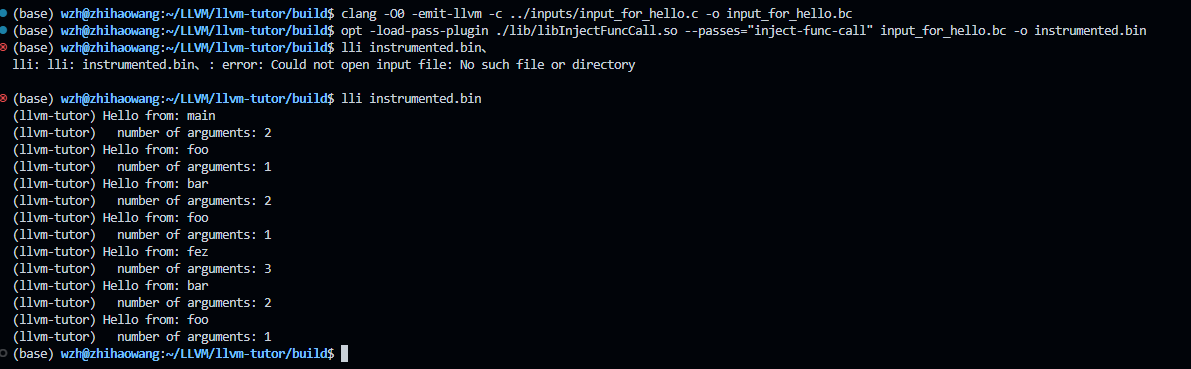 (base) wzh@zhihaowang:~/LLVM/llvm-tutor/build$ clang -O0 -emit-llvm -c ../inputs/input_for_hello.c -o input_for_hello.bc
(base) wzh@zhihaowang:~/LLVM/llvm-tutor/build$ opt -load-pass-plugin ./lib/libInjectFuncCall.so --passes="inject-func-call" input_for_hello.bc -o instrumented.bin
(base) wzh@zhihaowang:~/LLVM/llvm-tutor/build$ lli instrumented.bin、
lli: lli: instrumented.bin、: error: Could not open input file: No such file or directory
(base) wzh@zhihaowang:~/LLVM/llvm-tutor/build$ lli instrumented.bin
(llvm-tutor) Hello from: main
(llvm-tutor)   number of arguments: 2
(llvm-tutor) Hello from: foo
(llvm-tutor)   number of arguments: 1
(llvm-tutor) Hello from: bar
(llvm-tutor)   number of arguments: 2
(llvm-tutor) Hello from: foo
(llvm-tutor)   number of arguments: 1
(llvm-tutor) Hello from: fez
(llvm-tutor)   number of arguments: 3
(llvm-tutor) Hello from: bar
(llvm-tutor)   number of arguments: 2
(llvm-tutor) Hello from: foo
(llvm-tutor)   number of arguments: 1
(base) wzh@zhihaowang:~/LLVM/llvm-tutor/build$